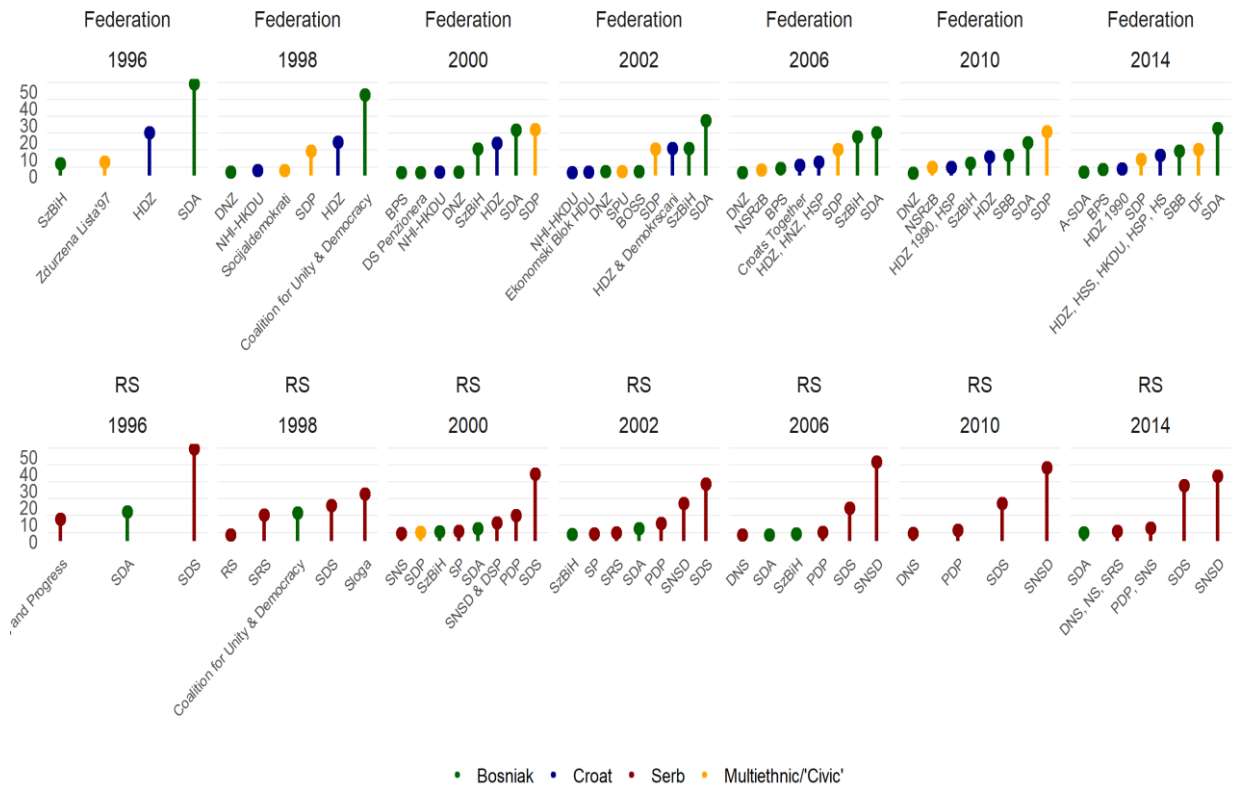 Federation Federation Federation Federation Federation Federation Federation
1996 1998 2000 2002 2006 2010 2014
50
40
30
20
10
0
SzBiH Zdurzena Lista'97 HDZ SDA
DNZ NHI-HKDU Socijaldemokrati SDP HDZ Coalition for Unity & Democracy
BPS DS Penzionera NHI-HKDU DNZ SzBiH HDZ SDA SDP
NHI-HKDU Ekonomski Blok HDU DNZ SPU BOSS SDP HDZ & Demokrscani SzBiH SDA
DNZ NSRzB BPS Croats Together HDZ, HNZ, HSP SDP SzBiH SDA
DNZ NSRzB HDZ 1990, HSP SzBiH HDZ SBB SDA SDP
A-SDA BPS HDZ 1990 SDP HDZ, HSS, HKDU, HSP, HS SBB DF SDA
RS RS RS RS RS RS RS
1996 1998 2000 2002 2006 2010 2014
50
40
30
20
10
0
and Progress SDA SDS
RS SRS Coalition for Unity & Democracy SDS Sloga
SNS SDP SzBiH SP SDA SNSD & DSP PDP SDS
SzBiH SP SRS SDA PDP SNSD SDS
DNS SDA SzBiH PDP SDS SNSD
DNS PDP SDS SNSD
SDA DNS, NS, SRS PDP, SNS SDS SNSD
Bosniak Croat Serb Multiethnic/'Civic'